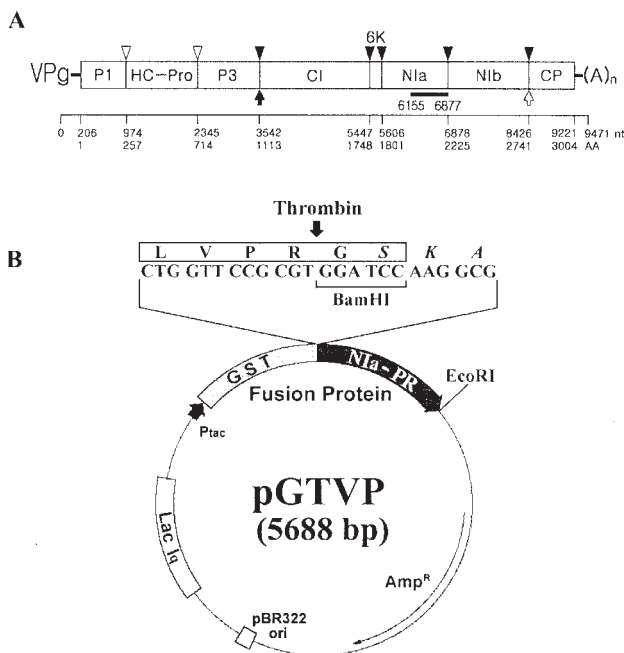 A
6K
VPg P1 HC-Pro P3 CI NIa NIb CP (A)n
6155 6877
0 206 974 2345 3542 5447 5606 6878 8426 9221 9471 nt
1 257 714 1113 1748 1801 2225 2741 3004 AA
B
Thrombin
L V P R G S K A
CTG GTT CCG CGT GGA TCC AAG GCG
BamHI
GST
NIa-PR
EcoRI
Fusion Protein
Ptac
pGTVP
(5688 bp)
Lac Iq
AmpR
pBR322
ori